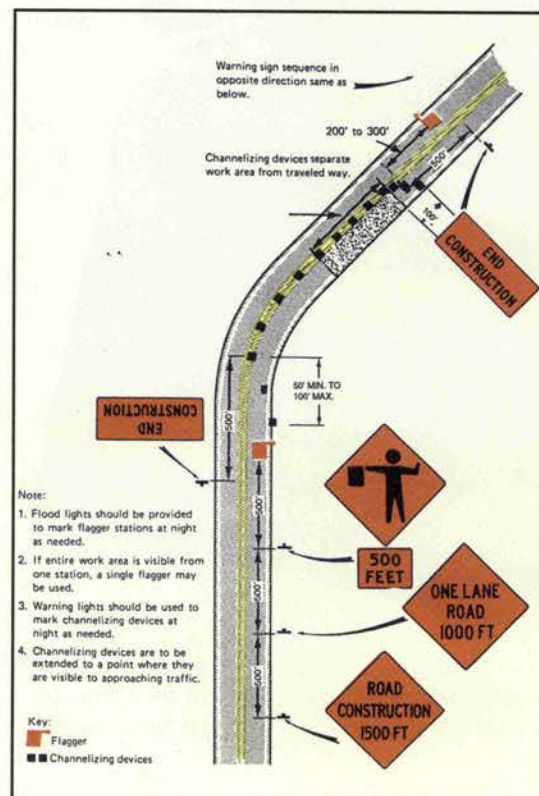 Warning sign sequence in
opposite direction same as
below.
200' to 300'
Channelizing devices separate
work area from traveled way.
500'
100'
END
CONSTRUCTION
50' MIN. TO
100' MAX.
END
CONSTRUCTION
500'
500'
500
FEET
500'
ONE LANE
ROAD
1000 FT
500'
ROAD
CONSTRUCTION
1500 FT
Note:
1. Flood lights should be provided
to mark flagger stations at night
as needed.
2. If entire work area is visible from
one station, a single flagger may
be used.
3. Warning lights should be used to
mark channelizing devices at
night as needed.
4. Channelizing devices are to be
extended to a point where they
are visible to approaching traffic.
Key:
Flagger
Channelizing devices